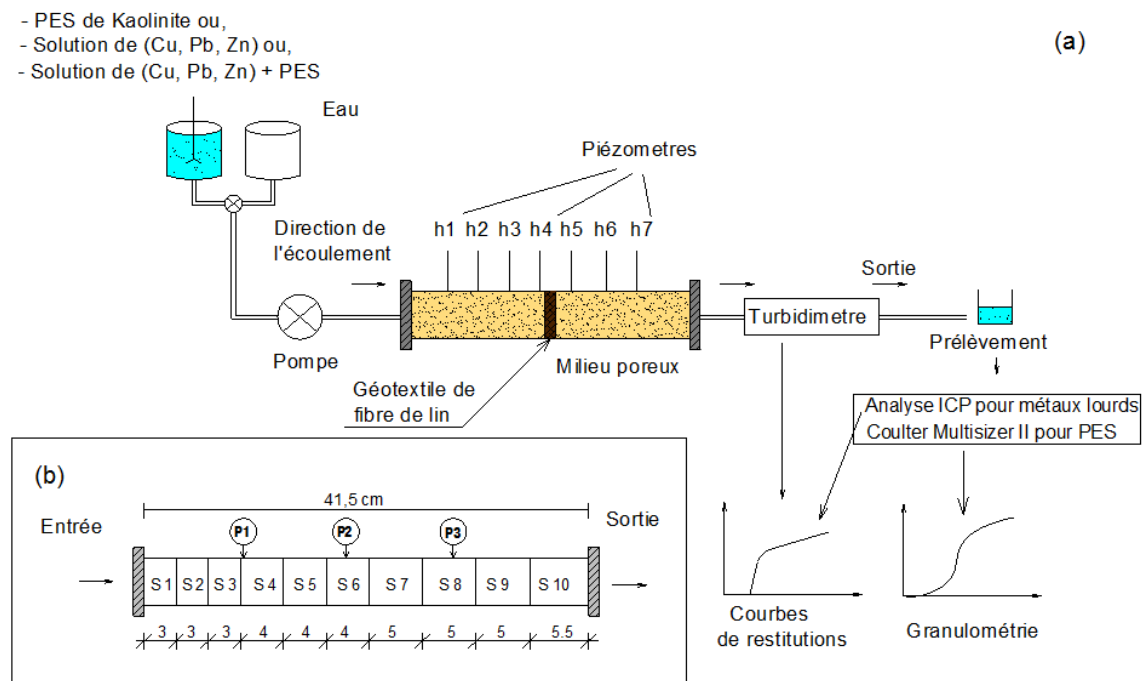 - PES de Kaolinite ou,
- Solution de (Cu, Pb, Zn) ou,
- Solution de (Cu, Pb, Zn) + PES
(a)
Eau
Piézometres
Direction de
l'écoulement
h1 h2 h3 h4 h5 h6 h7
Sortie
Turbidimetre
Pompe
Milieu poreux
Prélèvement
Géotextile de
fibre de lin
Analyse ICP pour métaux lourds
Coulter Multisizer II pour PES
(b)
41,5 cm
Entrée
P1 P2 P3
Sortie
S 1 S 2 S 3 S 4 S 5 S 6 S 7 S 8 S 9 S 10
3 3 3 4 4 4 5 5 5 5.5
Courbes
de restitutions
Granulométrie